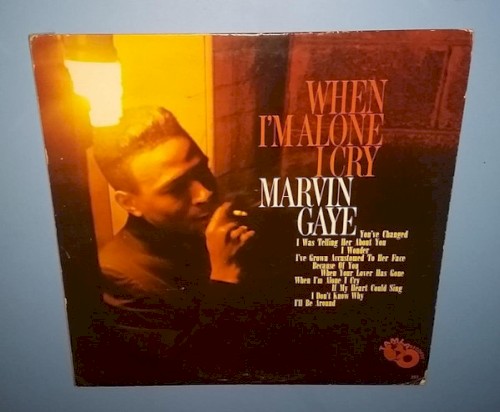 WHEN
I'M ALONE
I CRY
MARVIN
GAYE
You've Changed
I Was Telling Her About You
I Wonder
I've Grown Accustomed To Her Face
Because Of You
When Your Lover Has Gone
When I'm Alone I Cry
If My Heart Could Sing
I Don't Know Why
I'll Be Around
TAMLA